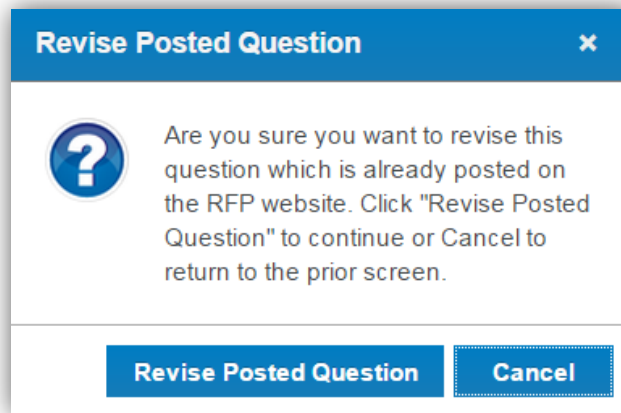 Revise Posted Question ×
Are you sure you want to revise this
question which is already posted on
the RFP website. Click "Revise Posted
Question" to continue or Cancel to
return to the prior screen.
Revise Posted Question Cancel